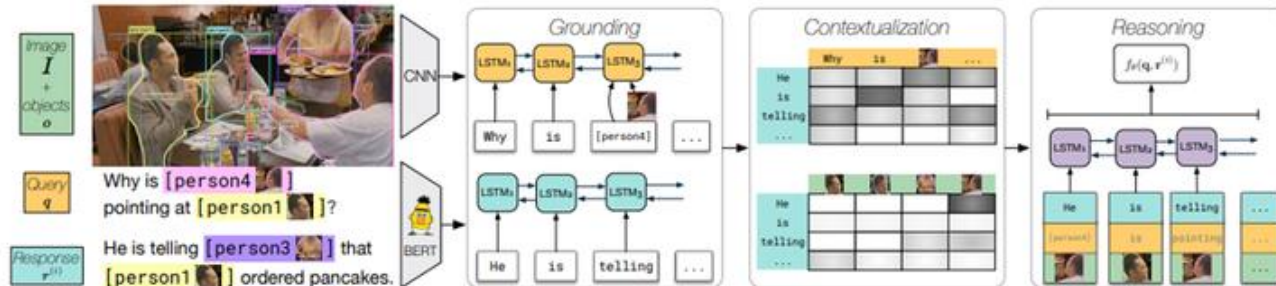 Image
I
+
objects
o
Query
q
Why is [person4]
pointing at [person1]?
Response
r(i)
He is telling [person3] that
[person1] ordered pancakes.
CNN
BERT
Grounding
LSTM₁ LSTM₂ LSTM₃
Why is [person4] ...
LSTM₁ LSTM₂ LSTM₃
He is telling ...
Contextualization
Why is ...
He
is
telling
...
He
is
telling
...
Reasoning
fθ(q, r(i))
LSTM₁ LSTM₂ LSTM₃
He is telling ...
[person4] is pointing ...
...